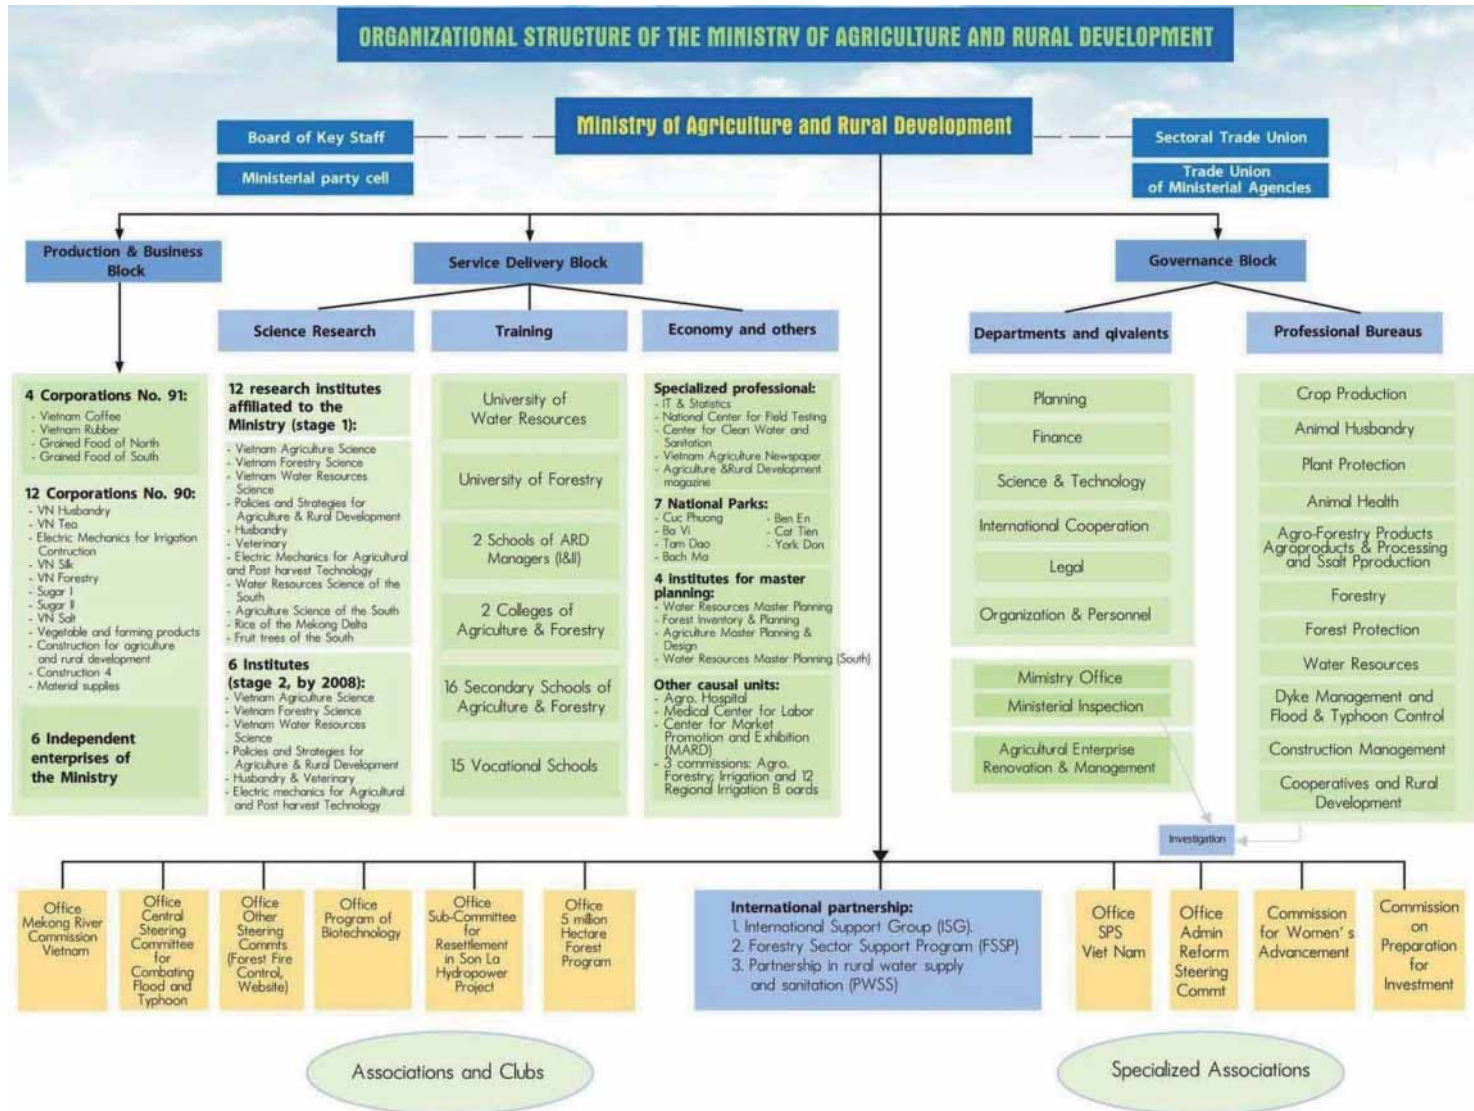 ORGANIZATIONAL STRUCTURE OF THE MINISTRY OF AGRICULTURE AND RURAL DEVELOPMENT
Ministry of Agriculture and Rural Development
Board of Key Staff
Ministerial party cell
Sectoral Trade Union
Trade Union
of Ministerial Agencies
Production & Business
Block
Service Delivery Block
Governance Block
Science Research
Training
Economy and others
Departments and qivalents
Professional Bureaus
4 Corporations No. 91:
- Vietnam Coffee
- Vietnam Rubber
- Grained Food of North
- Grained Food of South
12 Corporations No. 90:
- VN Husbandry
- VN Tea
- Electric Mechanics for Irrigation
Contruction
- VN Silk
- VN Forestry
- Sugar I
- Sugar II
- VN Salt
- Vegetable and farming products
- Construction for agriculture
and rural development
- Construction 4
- Material supplies
6 Independent
enterprises of
the Ministry
12 research institutes
affiliated to the
Ministry (stage 1):
- Vietnam Agriculture Science
- Vietnam Forestry Science
- Vietnam Water Resources
Science
- Policies and Strategies for
Agriculture & Rural Development
- Husbandry
- Veterinary
- Electric Mechanics for Agricultural
and Post harvest Technology
- Water Resources Science of the
South
- Agriculture Science of the South
- Rice of the Mekong Delta
- Fruit trees of the South
6 Institutes
(stage 2, by 2008):
- Vietnam Agriculture Science
- Vietnam Forestry Science
- Vietnam Water Resources
Science
- Policies and Strategies for
Agriculture & Rural Development
- Husbandry & Veterinary
- Electric mechanics for Agricultural
and Post harvest Technology
University of
Water Resources
University of Forestry
2 Schools of ARD
Managers (I&II)
2 Colleges of
Agriculture & Forestry
16 Secondary Schools of
Agriculture & Forestry
15 Vocational Schools
Specialized professional:
- IT & Statistics
- National Center for Field Testing
- Center for Clean Water and
Sanitation
- Vietnam Agriculture Newspaper
- Agriculture &Rural Development
magazine
7 National Parks:
- Cuc Phuong
- Ba Vi
- Tam Dao
- Bach Ma
- Ben En
- Cat Tien
- York Don
4 institutes for master
planning:
- Water Resources Master Planning
- Forest Inventory & Planning
- Agriculture Master Planning &
Design
- Water Resources Master Planning (South)
Other causal units:
- Agro. Hospital
- Medical Center for Labor
- Center for Market
Promotion and Exhibition
(MARD)
- 3 commissions: Agro.
Forestry; Irrigation and 12
Regional Irrigation B oards
Planning
Finance
Science & Technology
International Cooperation
Legal
Organization & Personnel
Mimistry Office
Ministerial Inspection
Agricultural Enterprise
Renovation & Management
Crop Production
Animal Husbandry
Plant Protection
Animal Health
Agro-Forestry Products
Agroproducts & Processing
and Ssalt Pproduction
Forestry
Forest Protection
Water Resources
Dyke Management and
Flood & Typhoon Control
Construction Management
Cooperatives and Rural
Development
Investigation
Office
Mekong River
Commission
Vietnam
Office
Central
Steering
Committee
for
Combating
Flood and
Typhoon
Office
Other
Steering
Commts
(Forest Fire
Control,
Website)
Office
Program of
Biotechnology
Office
Sub-Committee
for
Resettlement
in Son La
Hydropower
Project
Office
5 million
Hectare
Forest
Program
International partnership:
1. International Support Group (ISG).
2. Forestry Sector Support Program (FSSP)
3. Partnership in rural water supply
and sanitation (PWSS)
Office
SPS
Viet Nam
Office
Admin
Reform
Steering
Commt
Commission
for Women's
Advancement
Commission
on
Preparation
for
Investment
Associations and Clubs
Specialized Associations